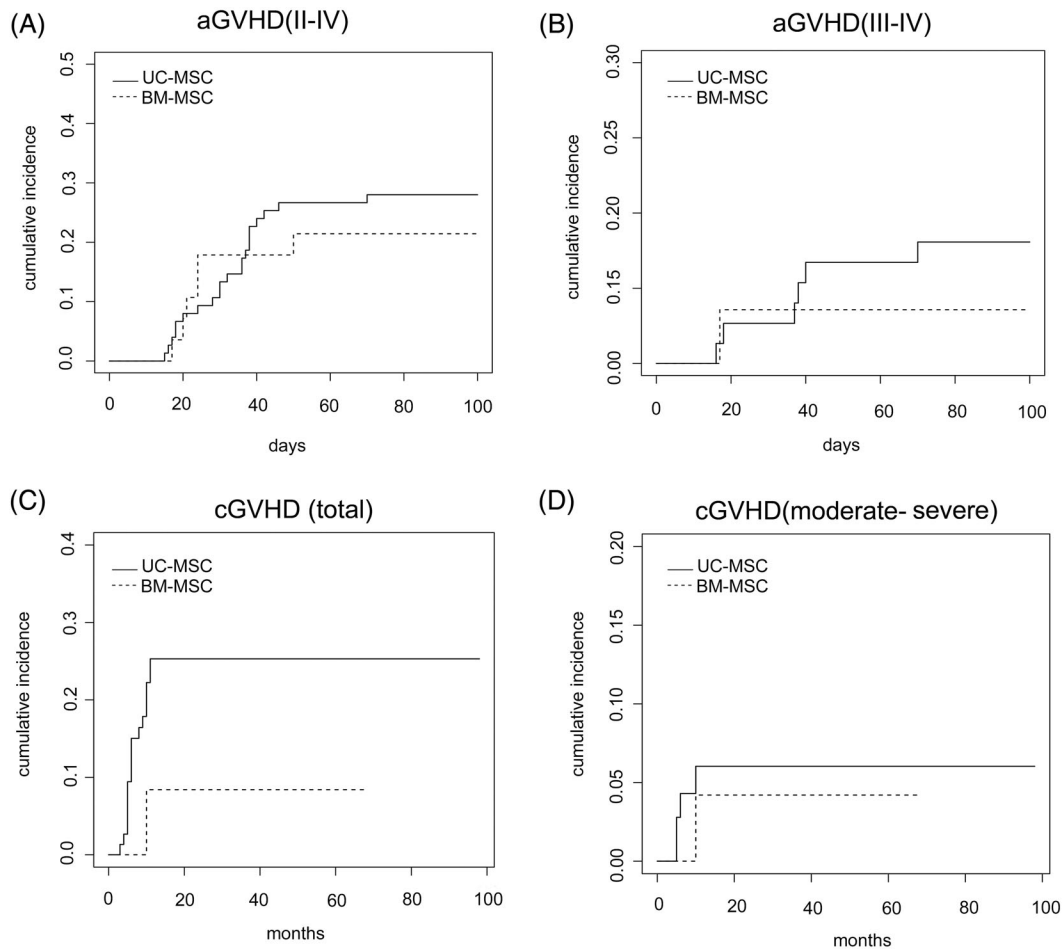 (A)
aGVHD(II-IV)
cumulative incidence
0.5
0.4
0.3
0.2
0.1
0.0
UC-MSC
BM-MSC
0 20 40 60 80 100
days
(B)
aGVHD(III-IV)
cumulative incidence
0.30
0.25
0.20
0.15
0.00
UC-MSC
BM-MSC
0 20 40 60 80 100
days
(C)
cGVHD (total)
cumulative incidence
0.4
0.3
0.2
0.1
0.0
UC-MSC
BM-MSC
0 20 40 60 80 100
months
(D)
cGVHD(moderate- severe)
cumulative incidence
0.20
0.15
0.10
0.05
0.00
UC-MSC
BM-MSC
0 20 40 60 80 100
months